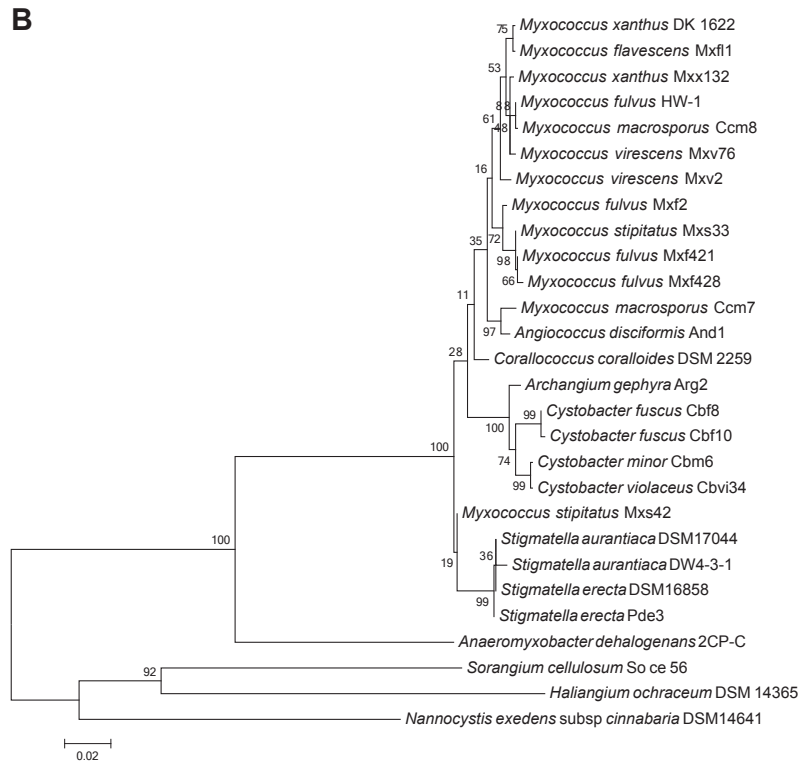 B
75
Myxococcus xanthus DK 1622
Myxococcus flavescens Mxfl1
53
Myxococcus xanthus Mxx132
88
Myxococcus fulvus HW-1
61
48
Myxococcus macrosporus Ccm8
Myxococcus virescens Mxv76
16
Myxococcus virescens Mxv2
Myxococcus fulvus Mxf2
Myxococcus stipitatus Mxs33
35
72
Myxococcus fulvus Mxf421
98
66
Myxococcus fulvus Mxf428
11
Myxococcus macrosporus Ccm7
97
Angiococcus disciformis And1
28
Corallococcus coralloides DSM 2259
Archangium gephyra Arg2
99
Cystobacter fuscus Cbf8
100
Cystobacter fuscus Cbf10
100
74
Cystobacter minor Cbm6
99
Cystobacter violaceus Cbvi34
Myxococcus stipitatus Mxs42
100
Stigmatella aurantiaca DSM17044
36
19
Stigmatella aurantiaca DW4-3-1
Stigmatella erecta DSM16858
99
Stigmatella erecta Pde3
Anaeromyxobacter dehalogenans 2CP-C
92
Sorangium cellulosum So ce 56
Haliangium ochraceum DSM 14365
Nannocystis exedens subsp cinnabaria DSM14641
0.02